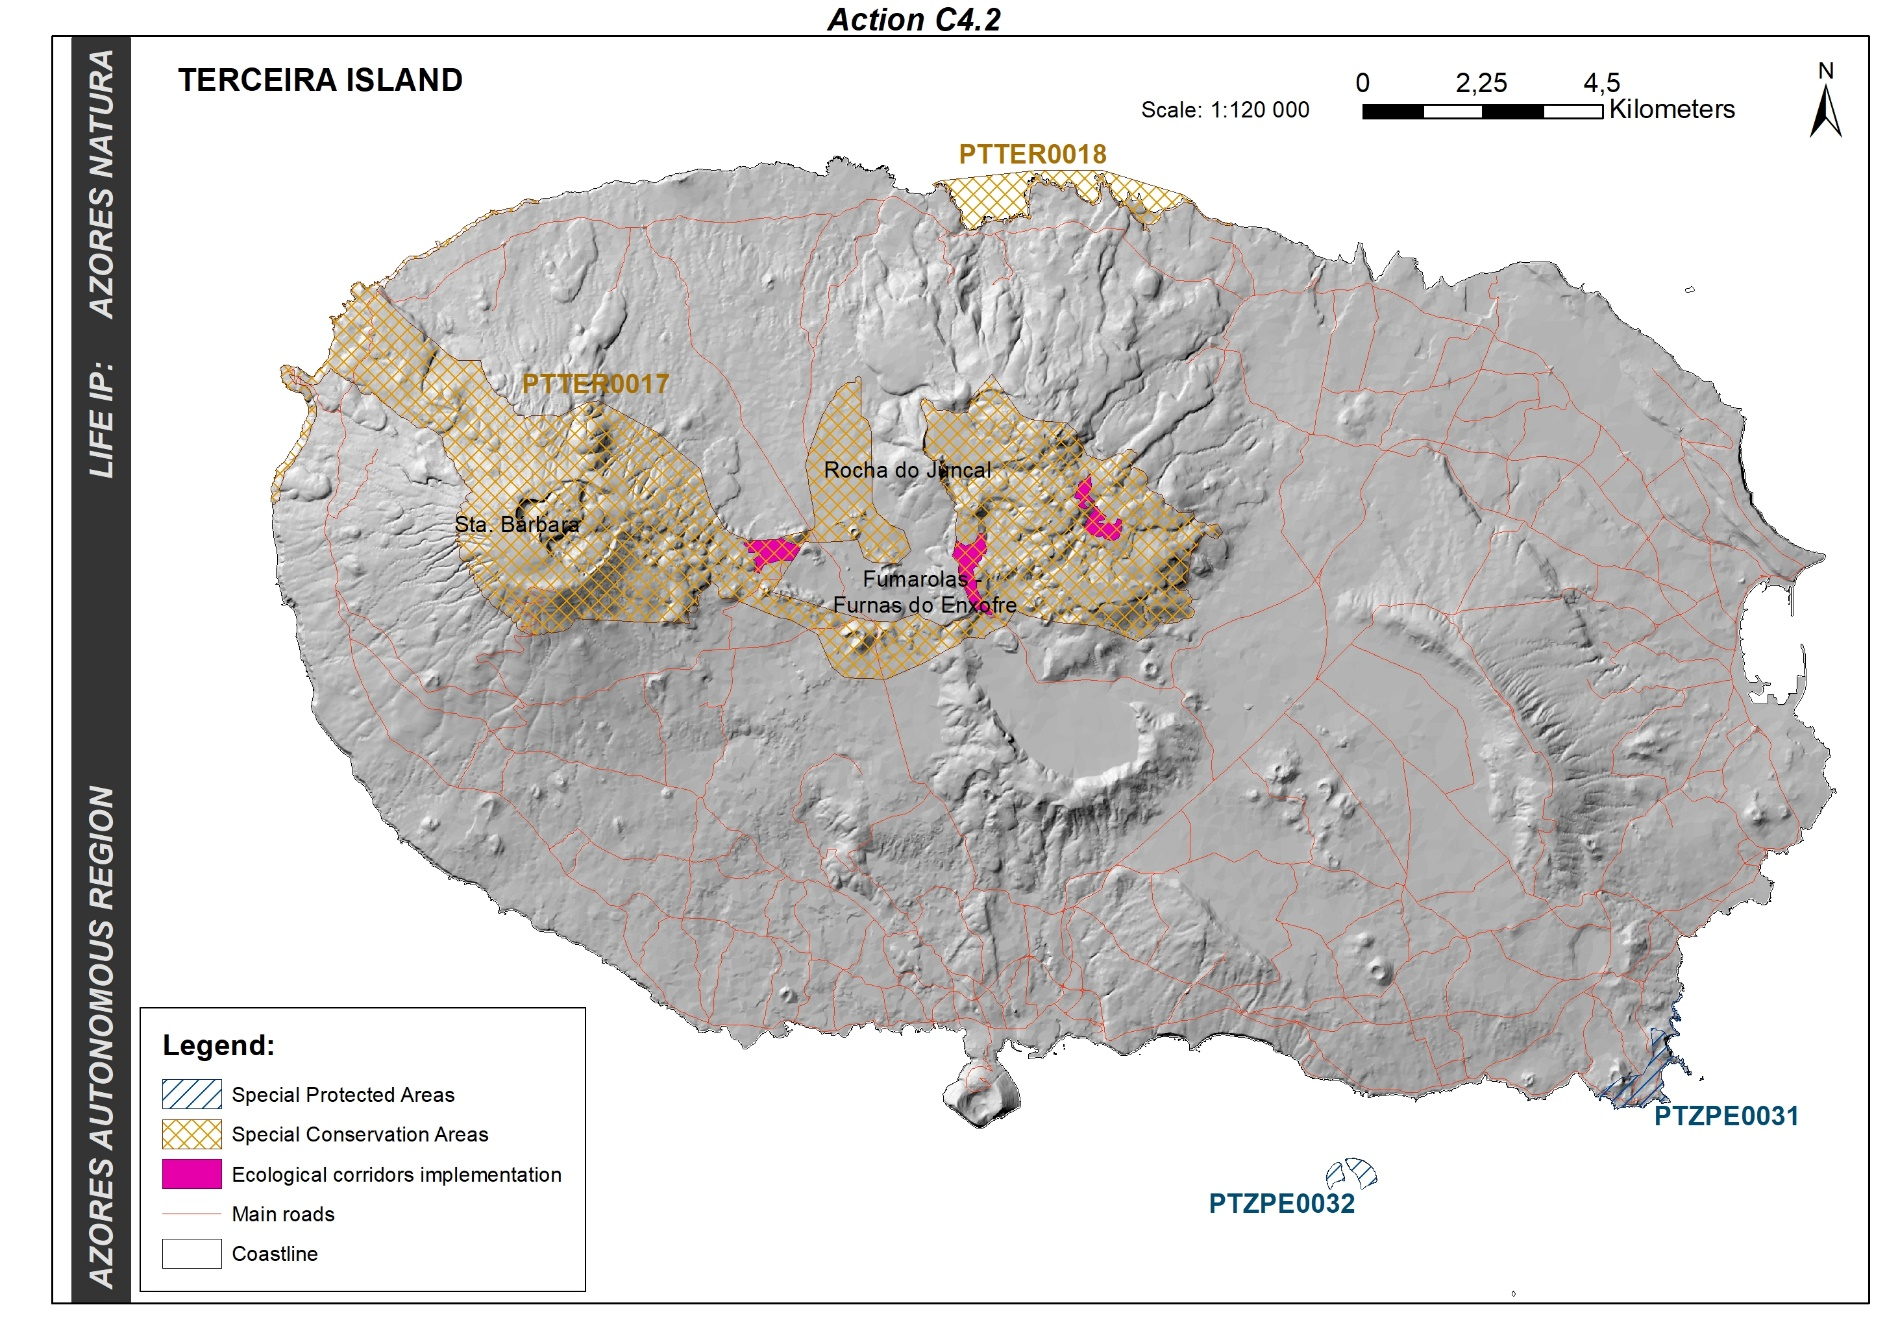 Action C4.2
AZORES AUTONOMOUS REGION LIFE IP: AZORES NATURA
TERCEIRA ISLAND
Scale: 1:120 000
0 2,25 4,5
Kilometers
N
PTTER0018
PTTER0017
Rocha do Juncal
Sta. Bárbara
Fumarolas -
Furnas do Enxofre
PTZPE0031
PTZPE0032
Legend:
Special Protected Areas
Special Conservation Areas
Ecological corridors implementation
Main roads
Coastline